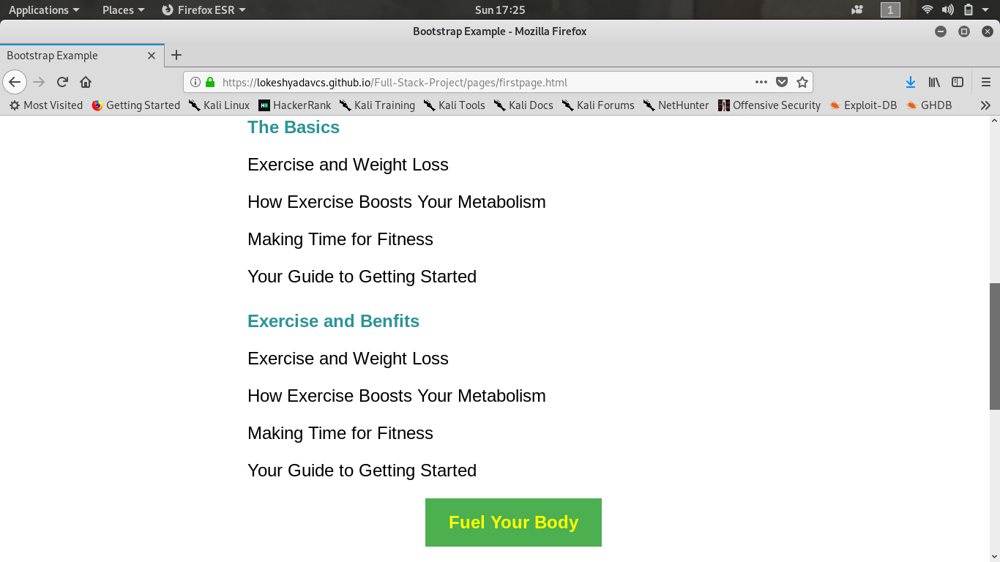 Applications Places Firefox ESR Sun 17:25 1
Bootstrap Example - Mozilla Firefox
Bootstrap Example
https://lokeshyadavcs.github.io/Full-Stack-Project/pages/firstpage.html
Most Visited Getting Started Kali Linux HackerRank Kali Training Kali Tools Kali Docs Kali Forums NetHunter Offensive Security Exploit-DB GHDB
The Basics
Exercise and Weight Loss
How Exercise Boosts Your Metabolism
Making Time for Fitness
Your Guide to Getting Started
Exercise and Benfits
Exercise and Weight Loss
How Exercise Boosts Your Metabolism
Making Time for Fitness
Your Guide to Getting Started
Fuel Your Body